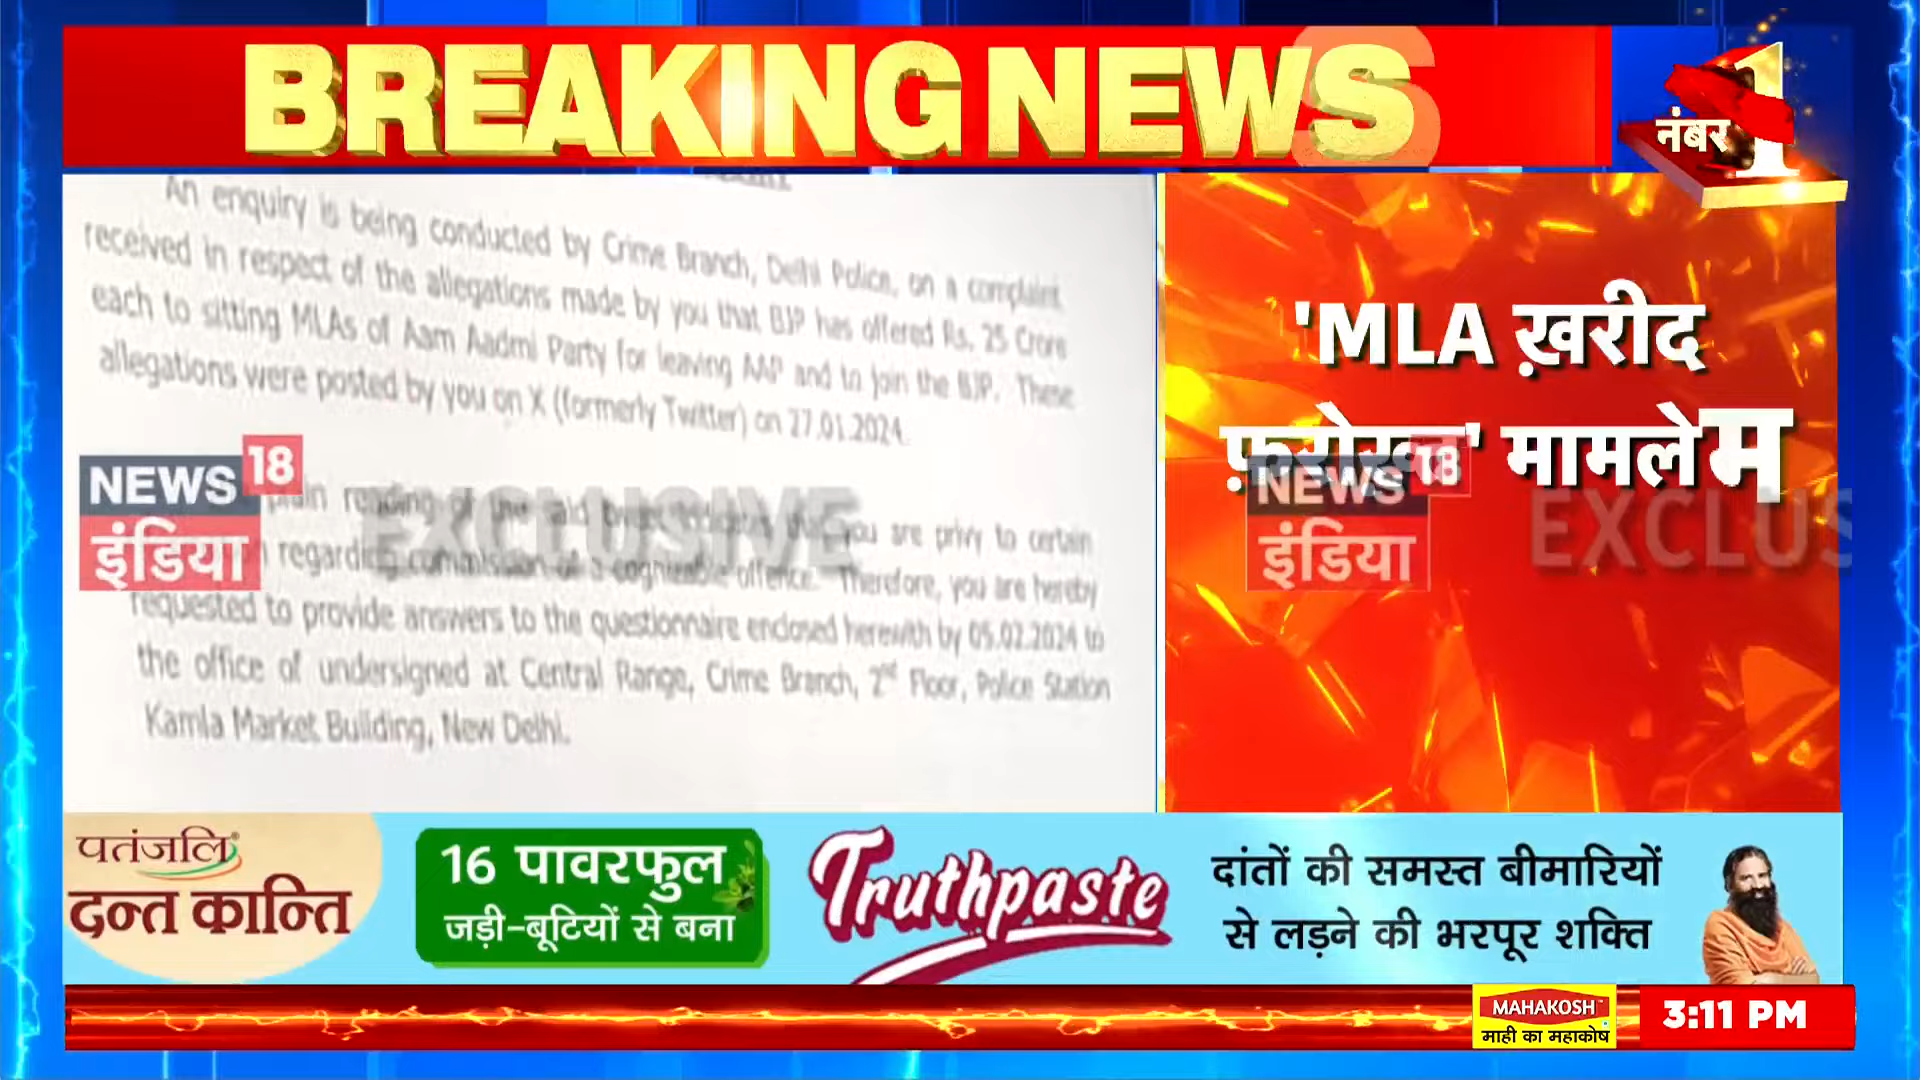 BREAKING NEWS
नंबर 1
An enquiry is being conducted by Crime Branch, Delhi Police, on a complaint
received in respect of the allegations made by you that BJP has offered Rs. 25 Crore
each to sitting MLAs of Aam Aadmi Party for leaving AAP and to join the BJP. These
allegations were posted by you on X (formerly Twitter) on 27.01.2024.
plain reading of the said
you are privy to certain
regarding commission of a cognizable offence. Therefore, you are hereby
requested to provide answers to the questionnaire enclosed herewith by 05.02.2024 to
the office of undersigned at Central Range, Crime Branch, 2nd Floor, Police Station
Kamla Market Building, New Delhi.
NEWS 18
इंडिया
EXCLUSIVE
'MLA ख़रीद
फ़रोख़्त' मामले म
NEWS 18
इंडिया
EXCLUS
पतंजलि®
दन्त कान्ति
16 पावरफुल
जड़ी-बूटियों से बना
Truthpaste
दांतों की समस्त बीमारियों
से लड़ने की भरपूर शक्ति
MAHAKOSH
माही का महाकोष
3:11 PM